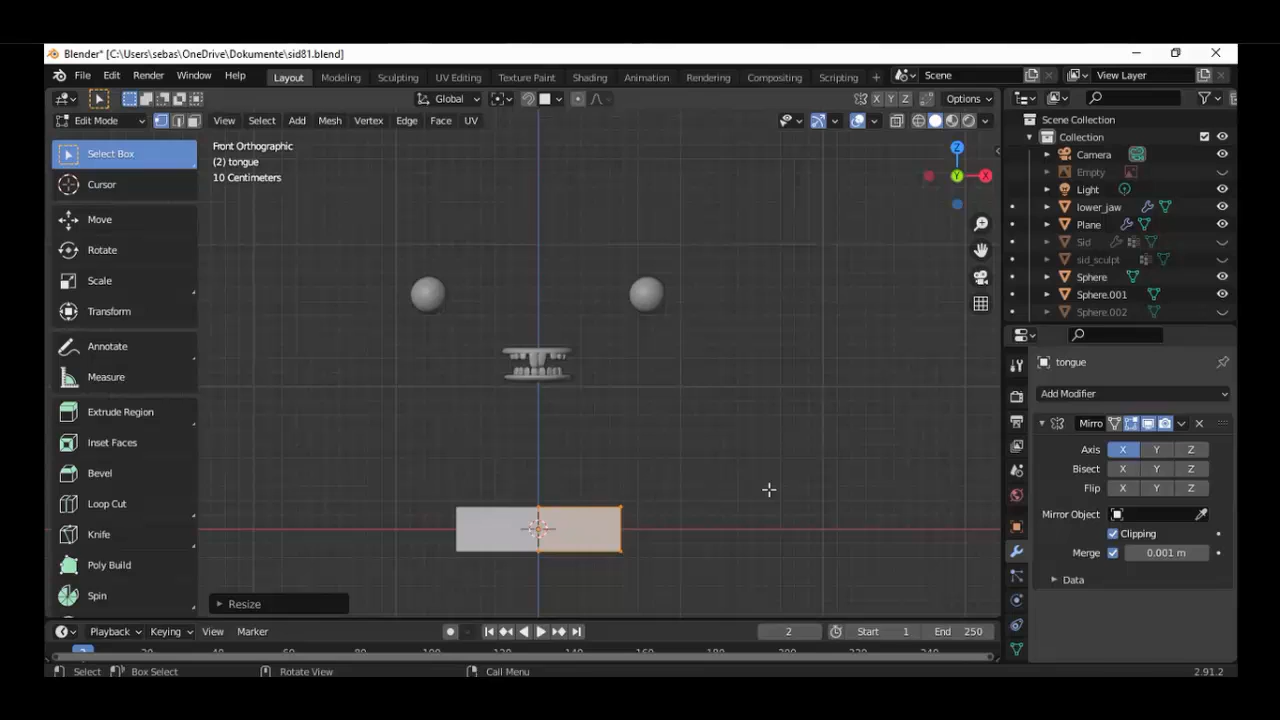 Blender* [C:\Users\sebas\OneDrive\Dokumente\sid81.blend]
File Edit Render Window Help Layout Modeling Sculpting UV Editing Texture Paint Shading Animation Rendering Compositing Scripting + Scene View Layer
Global X Y Z Options
Edit Mode View Select Add Mesh Vertex Edge Face UV
Select Box
Cursor
Move
Rotate
Scale
Transform
Annotate
Measure
Extrude Region
Inset Faces
Bevel
Loop Cut
Knife
Poly Build
Spin
Front Orthographic
(2) tongue
10 Centimeters
Z
Y X
Resize
Scene Collection
Collection
Camera
Empty
Light
lower_jaw
Plane
Sid
sid_sculpt
Sphere
Sphere.001
Sphere.002
tongue
Add Modifier
Mirro
Axis X Y Z
Bisect X Y Z
Flip X Y Z
Mirror Object
Clipping
Merge 0.001 m
Data
Playback Keying View Marker 2 Start 1 End 250
Select Box Select Rotate View Call Menu 2.91.2